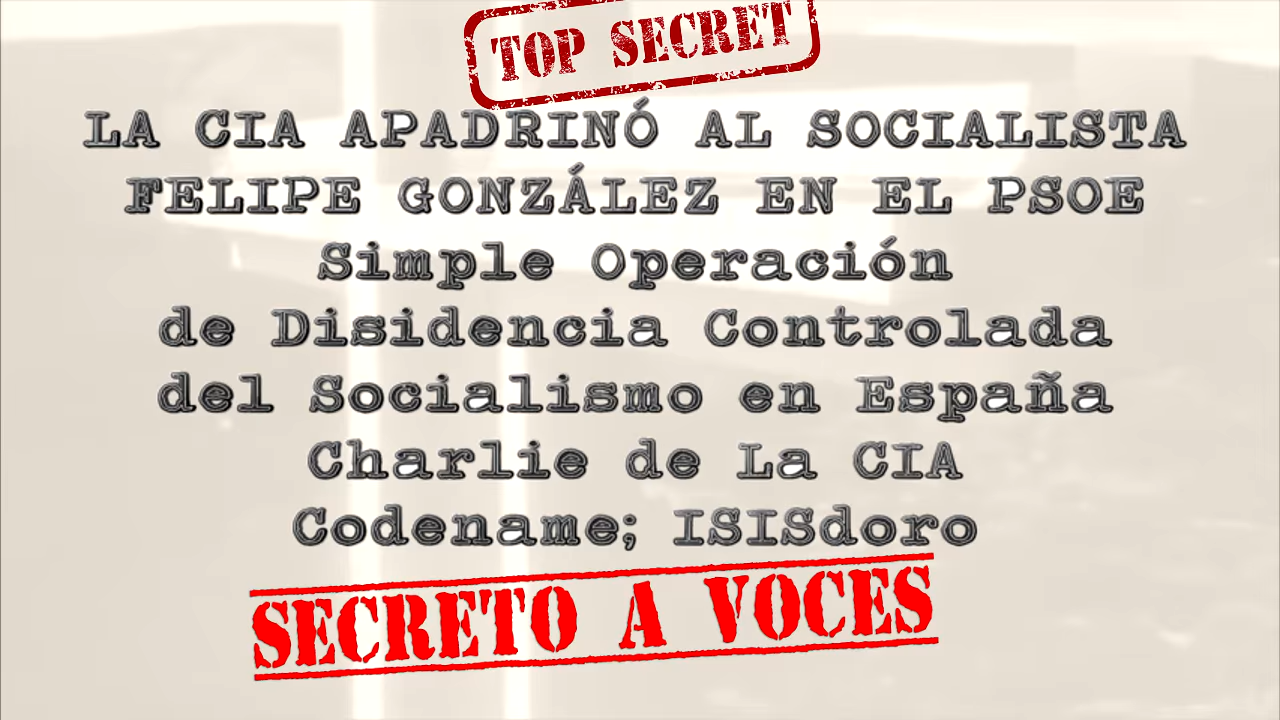 TOP SECRET
LA CIA APADRINÓ AL SOCIALISTA
FELIPE GONZÁLEZ EN EL PSOE
Simple Operación
de Disidencia Controlada
del Socialismo en España
Charlie de La CIA
Codename; ISISdoro
SECRETO A VOCES